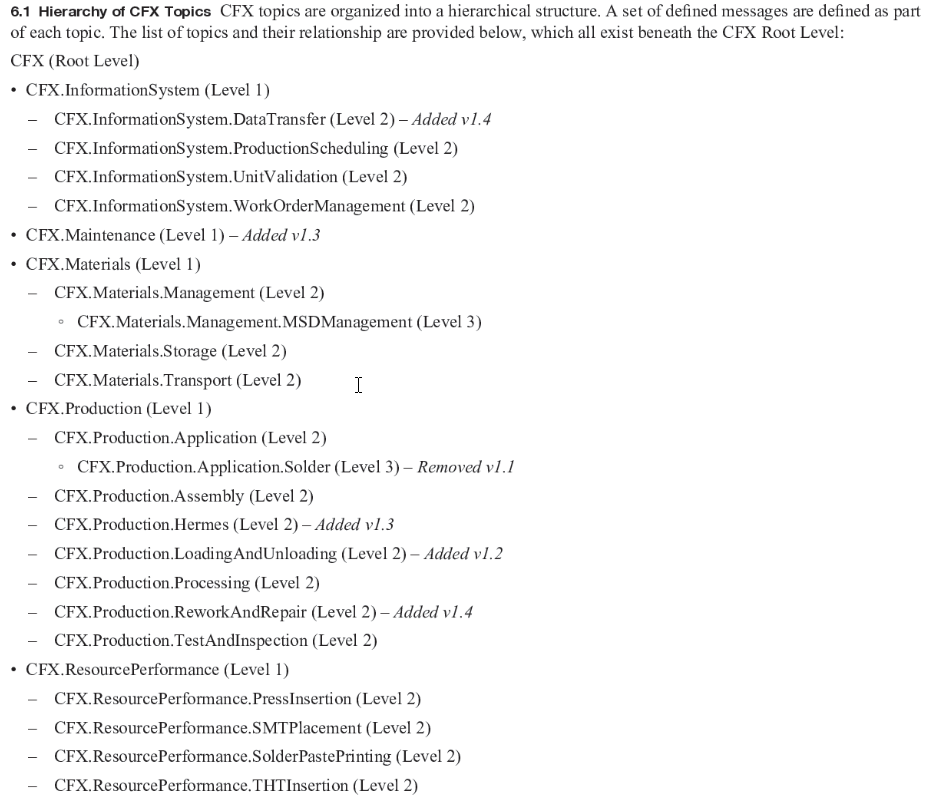 6.1 Hierarchy of CFX Topics CFX topics are organized into a hierarchical structure. A set of defined messages are defined as part
of each topic. The list of topics and their relationship are provided below, which all exist beneath the CFX Root Level:
CFX (Root Level)
• CFX.InformationSystem (Level 1)
– CFX.InformationSystem.DataTransfer (Level 2) – Added v1.4
– CFX.InformationSystem.ProductionScheduling (Level 2)
– CFX.InformationSystem.UnitValidation (Level 2)
– CFX.InformationSystem.WorkOrderManagement (Level 2)
• CFX.Maintenance (Level 1) – Added v1.3
• CFX.Materials (Level 1)
– CFX.Materials.Management (Level 2)
◦ CFX.Materials.Management.MSDManagement (Level 3)
– CFX.Materials.Storage (Level 2)
– CFX.Materials.Transport (Level 2)
• CFX.Production (Level 1)
– CFX.Production.Application (Level 2)
◦ CFX.Production.Application.Solder (Level 3) – Removed v1.1
– CFX.Production.Assembly (Level 2)
– CFX.Production.Hermes (Level 2) – Added v1.3
– CFX.Production.LoadingAndUnloading (Level 2) – Added v1.2
– CFX.Production.Processing (Level 2)
– CFX.Production.ReworkAndRepair (Level 2) – Added v1.4
– CFX.Production.TestAndInspection (Level 2)
• CFX.ResourcePerformance (Level 1)
– CFX.ResourcePerformance.PressInsertion (Level 2)
– CFX.ResourcePerformance.SMTPlacement (Level 2)
– CFX.ResourcePerformance.SolderPastePrinting (Level 2)
– CFX.ResourcePerformance.THTInsertion (Level 2)